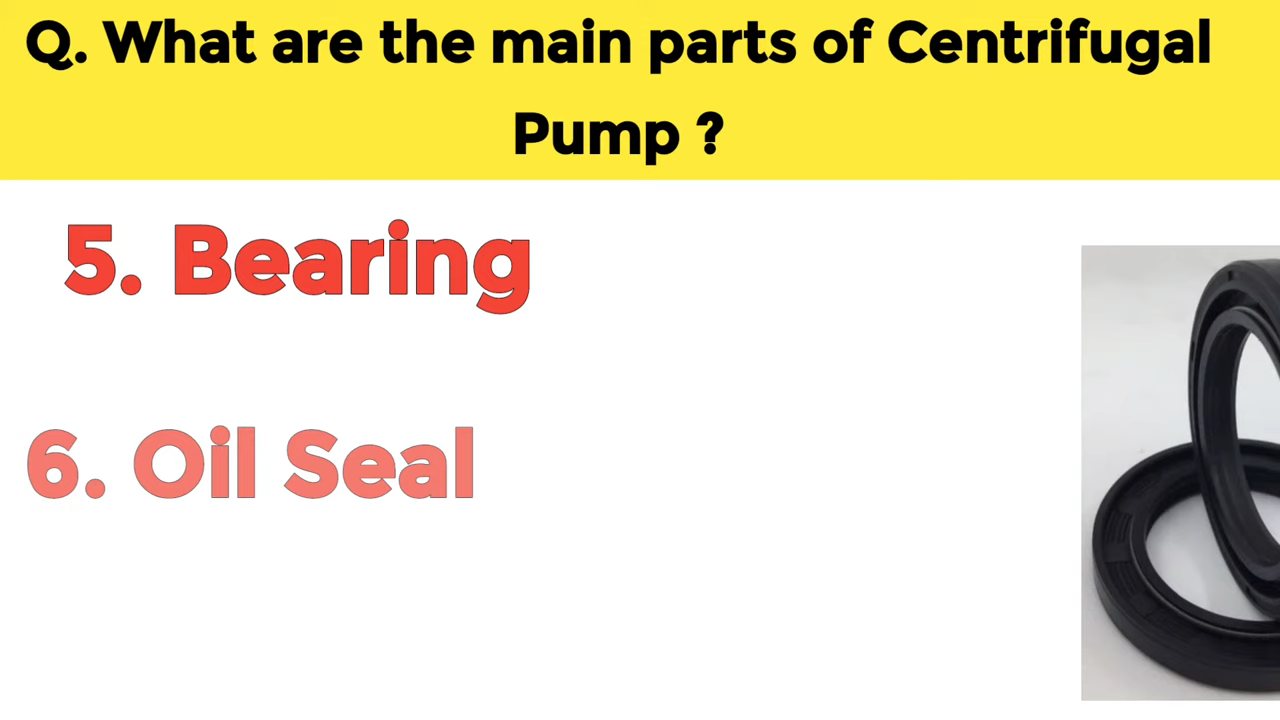 Q. What are the main parts of Centrifugal
Pump ?
5. Bearing
6. Oil Seal